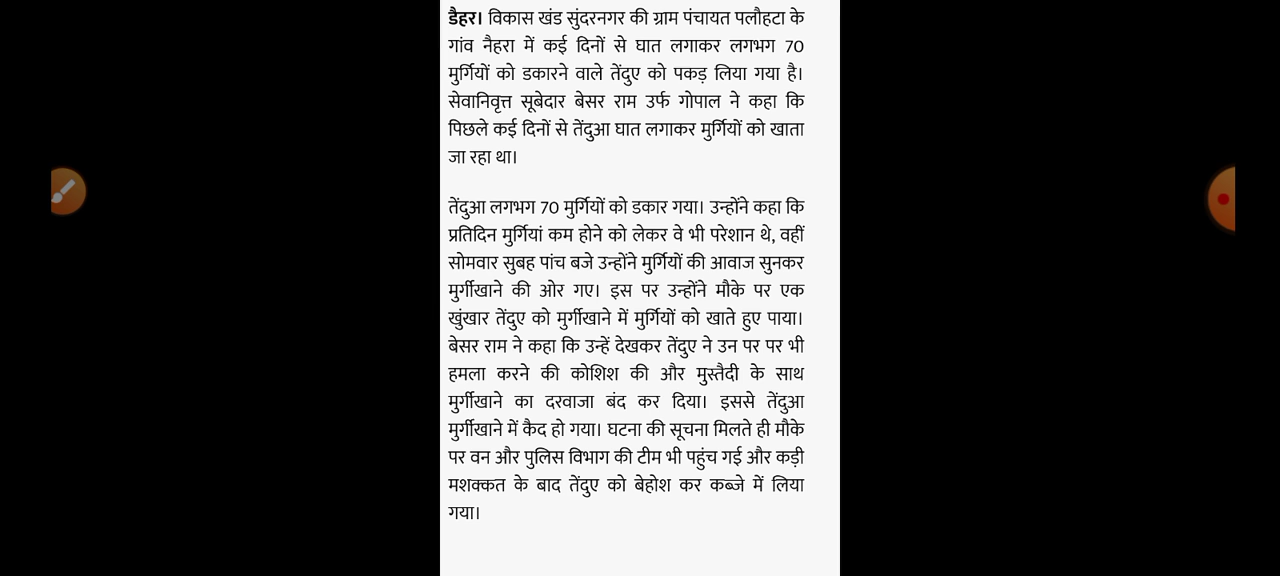 डैहर। विकास खंड सुंदरनगर की ग्राम पंचायत पलौहटा के
गांव नैहरा में कई दिनों से घात लगाकर लगभग 70
मुर्गियों को डकारने वाले तेंदुए को पकड़ लिया गया है।
सेवानिवृत्त सूबेदार बेसर राम उर्फ गोपाल ने कहा कि
पिछले कई दिनों से तेंदुआ घात लगाकर मुर्गियों को खाता
जा रहा था।
तेंदुआ लगभग 70 मुर्गियों को डकार गया। उन्होंने कहा कि
प्रतिदिन मुर्गियां कम होने को लेकर वे भी परेशान थे, वहीं
सोमवार सुबह पांच बजे उन्होंने मुर्गियों की आवाज सुनकर
मुर्गीखाने की ओर गए। इस पर उन्होंने मौके पर एक
खुंखार तेंदुए को मुर्गीखाने में मुर्गियों को खाते हुए पाया।
बेसर राम ने कहा कि उन्हें देखकर तेंदुए ने उन पर पर भी
हमला करने की कोशिश की और मुस्तैदी के साथ
मुर्गीखाने का दरवाजा बंद कर दिया। इससे तेंदुआ
मुर्गीखाने में कैद हो गया। घटना की सूचना मिलते ही मौके
पर वन और पुलिस विभाग की टीम भी पहुंच गई और कड़ी
मशक्कत के बाद तेंदुए को बेहोश कर कब्जे में लिया
गया।